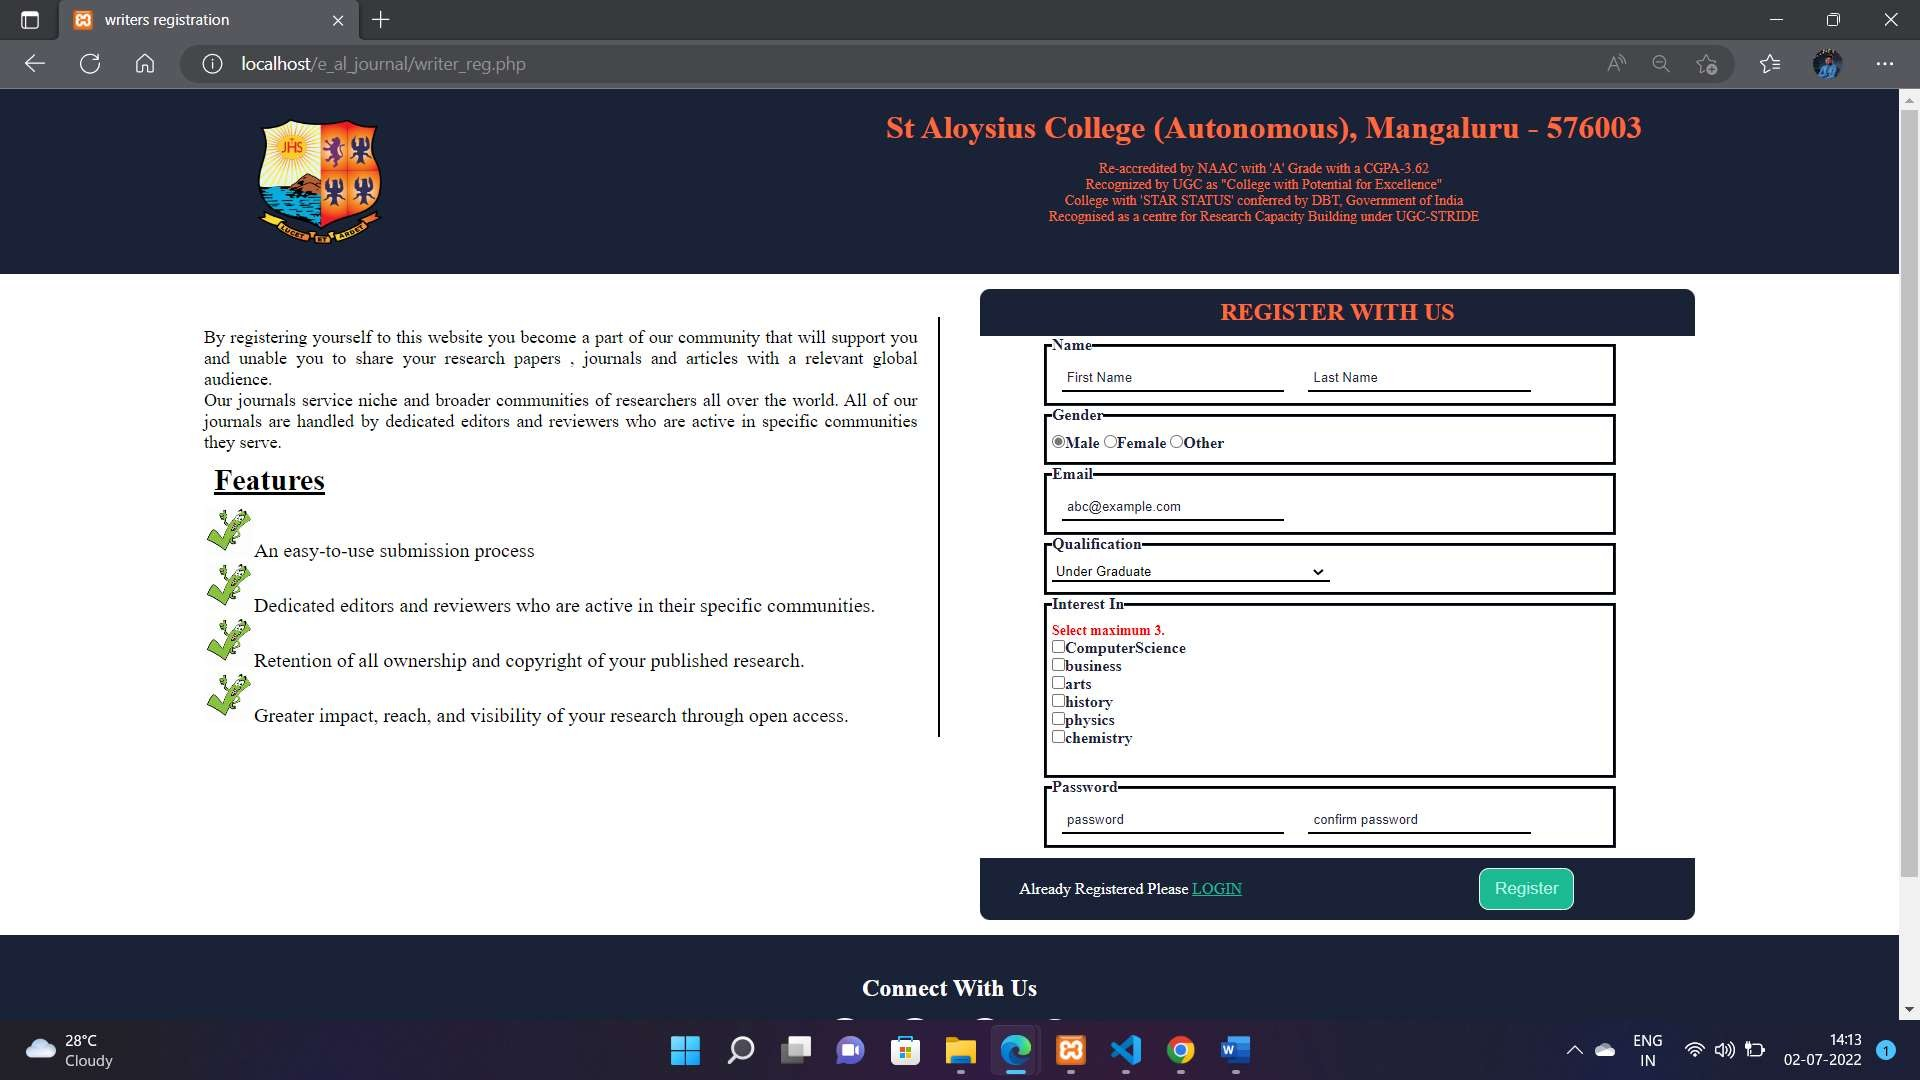 writers registration
localhost/e_al_journal/writer_reg.php
JHS
LUCET ET ARDET
St Aloysius College (Autonomous), Mangaluru - 576003
Re-accredited by NAAC with 'A' Grade with a CGPA-3.62
Recognized by UGC as "College with Potential for Excellence"
College with 'STAR STATUS' conferred by DBT, Government of India
Recognised as a centre for Research Capacity Building under UGC-STRIDE
By registering yourself to this website you become a part of our community that will support you
and unable you to share your research papers , journals and articles with a relevant global
audience.
Our journals service niche and broader communities of researchers all over the world. All of our
journals are handled by dedicated editors and reviewers who are active in specific communities
they serve.
Features
An easy-to-use submission process
Dedicated editors and reviewers who are active in their specific communities.
Retention of all ownership and copyright of your published research.
Greater impact, reach, and visibility of your research through open access.
REGISTER WITH US
Name
First Name Last Name
Gender
Male Female Other
Email
abc@example.com
Qualification
Under Graduate
Interest In
Select maximum 3.
ComputerScience
business
arts
history
physics
chemistry
Password
password confirm password
Already Registered Please LOGIN Register
Connect With Us
28°C
Cloudy
ENG
IN
14:13
02-07-2022
1